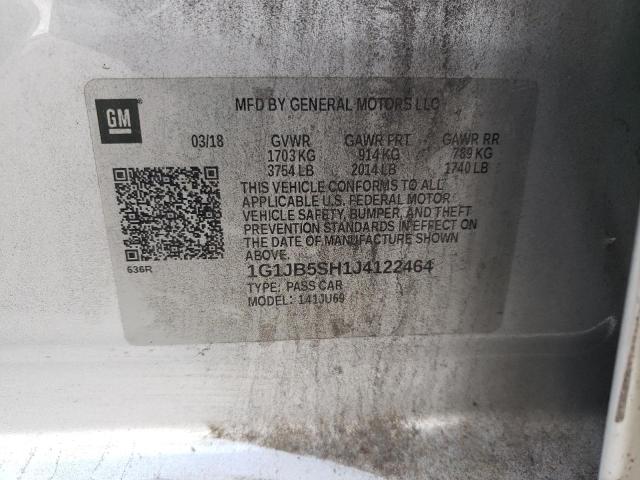 GM
MFD BY GENERAL MOTORS LLC
03/18 GVWR GAWR FRT GAWR RR
1703 KG 914 KG 789 KG
3754 LB 2014 LB 1740 LB
THIS VEHICLE CONFORMS TO ALL
APPLICABLE U.S. FEDERAL MOTOR
VEHICLE SAFETY, BUMPER, AND THEFT
PREVENTION STANDARDS IN EFFECT ON
THE DATE OF MANUFACTURE SHOWN
ABOVE.
636R
1G1JB5SH1J4122464
TYPE: PASS CAR
MODEL: 141JU69